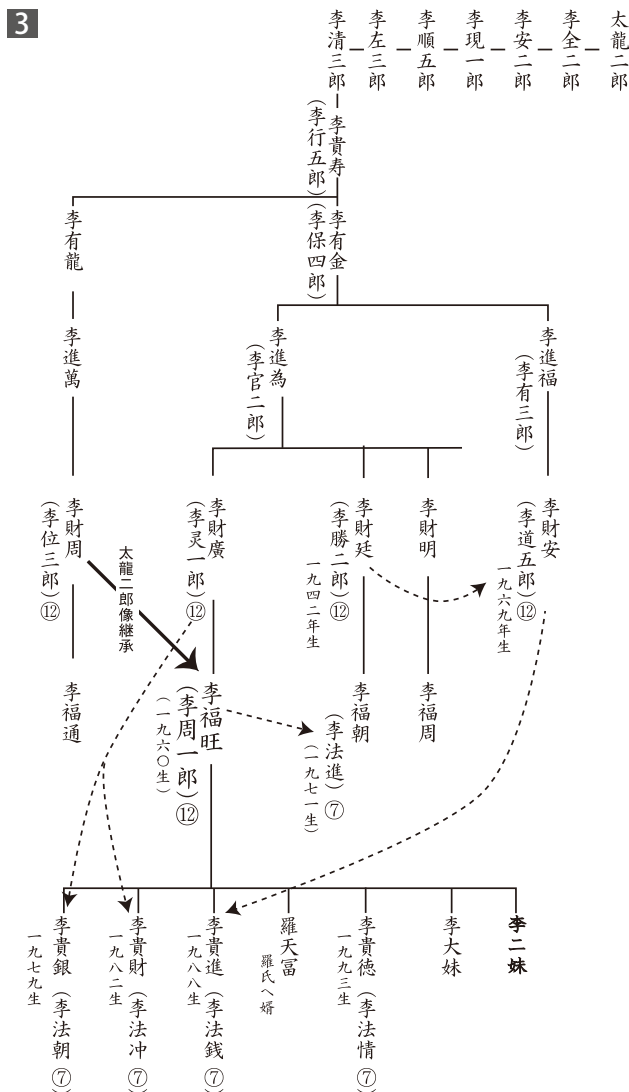 3
太龍二郎
李全二郎
李安二郎
李現一郎
李順五郎
李左三郎
李清三郎
李貴寿
（李行五郎）
李有金
（李保四郎）
李有龍
李進福
（李有三郎）
李進為
（李官二郎）
李進萬
李財安
（李道五郎）⑫
一九六九年生
李財明
李財廷
（李勝二郎）⑫
一九四二年生
李財廣
（李灵一郎）⑫
李財周
（李位三郎）⑫
太龍二郎像継承
李福周
李福朝
（李法進）⑦
（一九七一生）
李福旺
（李周一郎）⑫
（一九六〇生）
李福通
李二妹
李大妹
李貴徳（李法情⑦）
一九九三生
羅天冨
羅氏へ婿
李貴進（李法銭⑦）
一九八八生
李貴財（李法冲⑦）
一九八二生
李貴銀（李法朝⑦）
一九七九生